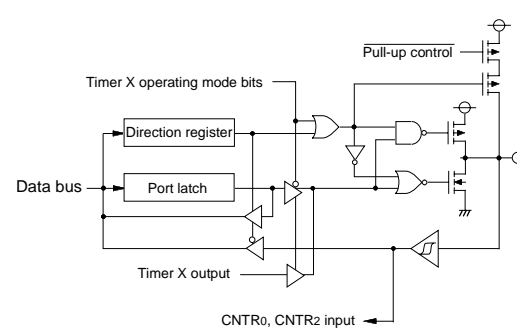 Pull-up control
Timer X operating mode bits
Direction register
Data bus
Port latch
Timer X output
CNTR0, CNTR2 input